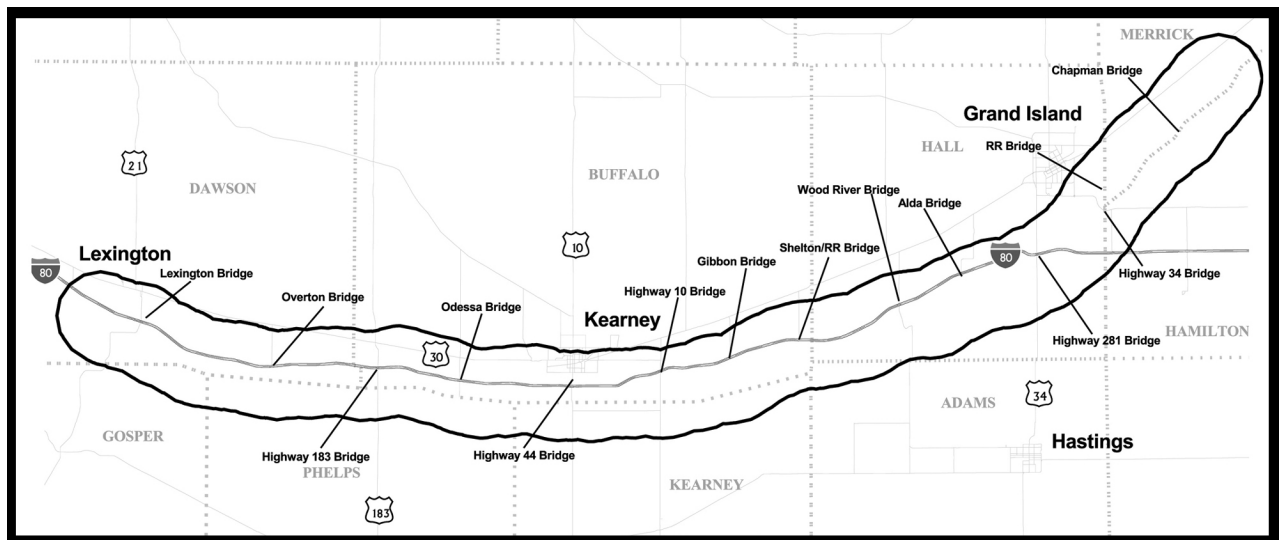 MERRICK
Chapman Bridge
Grand Island
RR Bridge
HALL
21
DAWSON
BUFFALO
Wood River Bridge
Alda Bridge
10
Shelton/RR Bridge
Lexington
80
Lexington Bridge
Gibbon Bridge
80
Highway 34 Bridge
Overton Bridge
Odessa Bridge
Highway 10 Bridge
Kearney
HAMILTON
Highway 281 Bridge
30
34
ADAMS
GOSPER
Hastings
Highway 183 Bridge
Highway 44 Bridge
PHELPS
KEARNEY
183